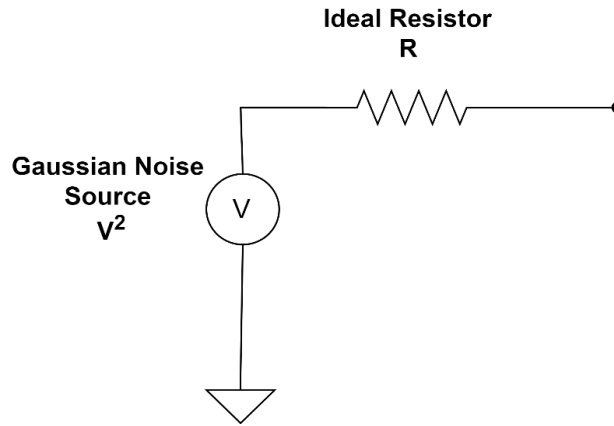 Ideal Resistor
R
Gaussian Noise
Source
V²
V